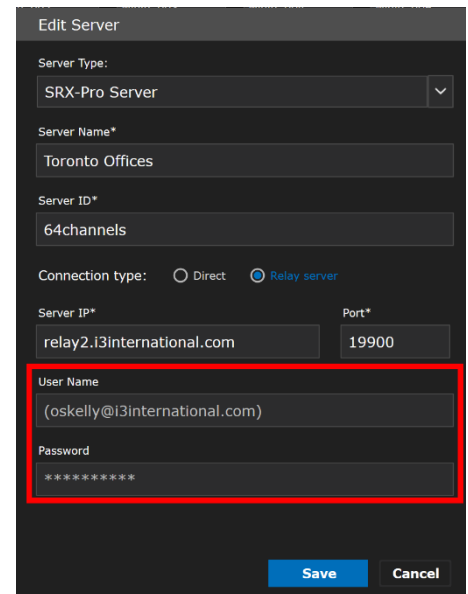 Edit Server
Server Type:
SRX-Pro Server
Server Name*
Toronto Offices
Server ID*
64channels
Connection type: Direct Relay server
Server IP* Port*
relay2.i3international.com 19900
User Name
(oskelly@i3international.com)
Password
**********
Save Cancel